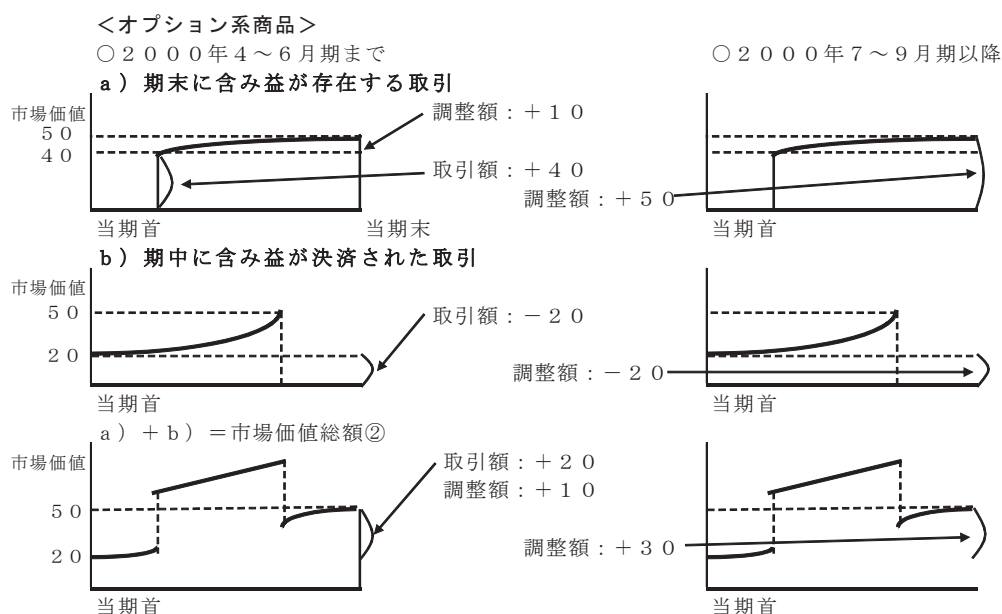 ＜オプション系商品＞
○２０００年４～６月期まで
○２０００年７～９月期以降
ａ）期末に含み益が存在する取引
市場価値
５０
４０
調整額：＋１０
取引額：＋４０
調整額：＋５０
当期首
当期末
当期首
ｂ）期中に含み益が決済された取引
市場価値
５０
２０
取引額：－２０
調整額：－２０
当期首
当期首
ａ）＋ｂ）＝市場価値総額②
市場価値
５０
２０
取引額：＋２０
調整額：＋１０
調整額：＋３０
当期首
当期首